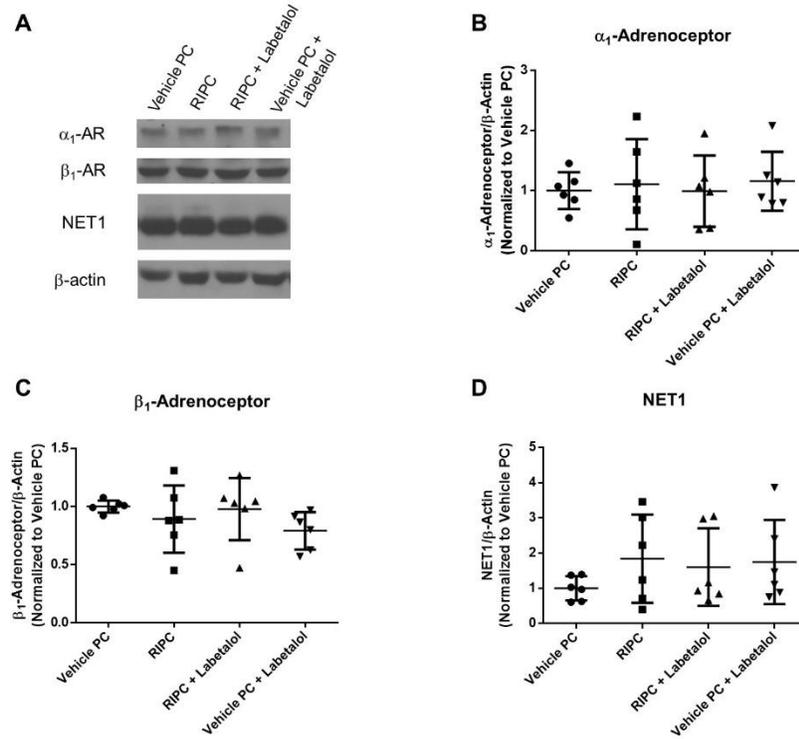 A
Vehicle PC
RIPC
RIPC + Labetalol
Vehicle PC +
Labetalol
α1-AR
β1-AR
NET1
β-actin
B
α1-Adrenoceptor
α1-Adrenoceptor/β-Actin
(Normalized to Vehicle PC)
3
2
1
0
Vehicle PC
RIPC
RIPC + Labetalol
Vehicle PC + Labetalol
C
β1-Adrenoceptor
β1-Adrenoceptor/β-Actin
(Normalized to Vehicle PC)
1.5
1.0
0.5
0.0
Vehicle PC
RIPC
RIPC + Labetalol
Vehicle PC + Labetalol
D
NET1
NET1/β-Actin
(Normalized to Vehicle PC)
5
4
3
2
1
0
Vehicle PC
RIPC
RIPC + Labetalol
Vehicle PC + Labetalol